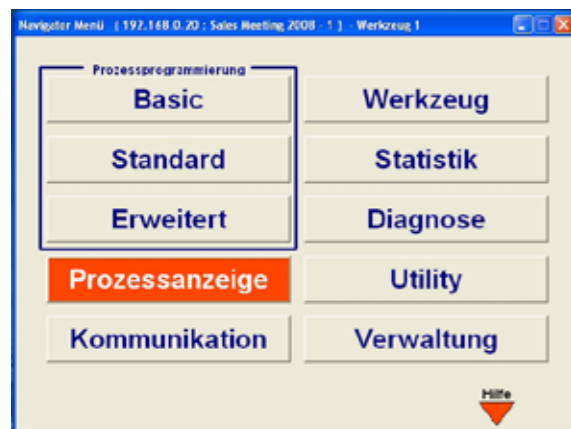 Navigator Menü ( 192.168.0.20 : Sales Meeting 2008 - 1 ) - Werkzeug 1
Prozessprogrammierung
Basic
Standard
Erweitert
Prozessanzeige
Kommunikation
Werkzeug
Statistik
Diagnose
Utility
Verwaltung
Hilfe